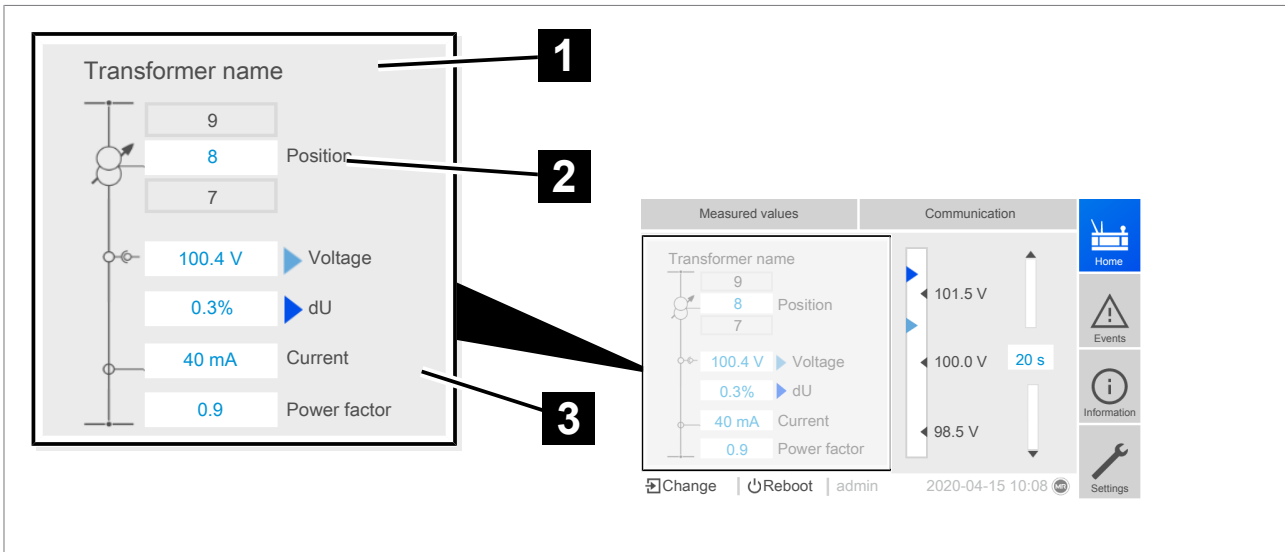 Transformer name
9
8 Position
7
100.4 V Voltage
0.3% dU
40 mA Current
0.9 Power factor
1
2
3
Measured values Communication
Transformer name
9
8 Position
7
100.4 V Voltage
0.3% dU
40 mA Current
0.9 Power factor
101.5 V
100.0 V 20 s
98.5 V
Home
Events
Information
Settings
Change Reboot admin 2020-04-15 10:08